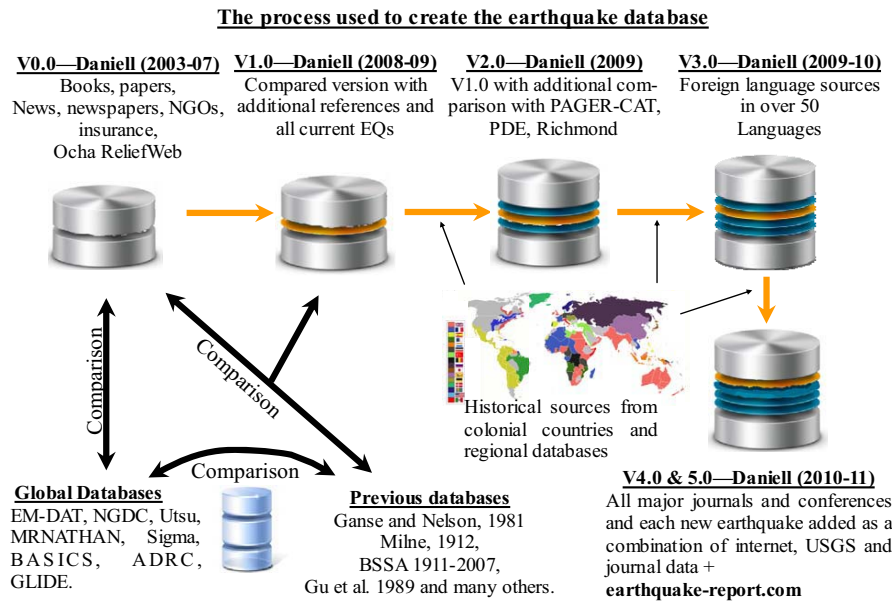 The process used to create the earthquake database
V0.0—Daniell (2003-07)
Books, papers,
News, newspapers, NGOs,
insurance,
Ocha ReliefWeb
V1.0—Daniell (2008-09)
Compared version with
additional references and
all current EQs
V2.0—Daniell (2009)
V1.0 with additional com-
parison with PAGER-CAT,
PDE, Richmond
V3.0—Daniell (2009-10)
Foreign language sources
in over 50
Languages
Comparison
Comparison
Comparison
Historical sources from
colonial countries and
regional databases
Global Databases
EM-DAT, NGDC, Utsu,
MRNATHAN, Sigma,
BASICS, ADRC,
GLIDE.
Previous databases
Ganse and Nelson, 1981
Milne, 1912,
BSSA 1911-2007,
Gu et al. 1989 and many others.
V4.0 & 5.0—Daniell (2010-11)
All major journals and conferences
and each new earthquake added as a
combination of internet, USGS and
journal data +
earthquake-report.com